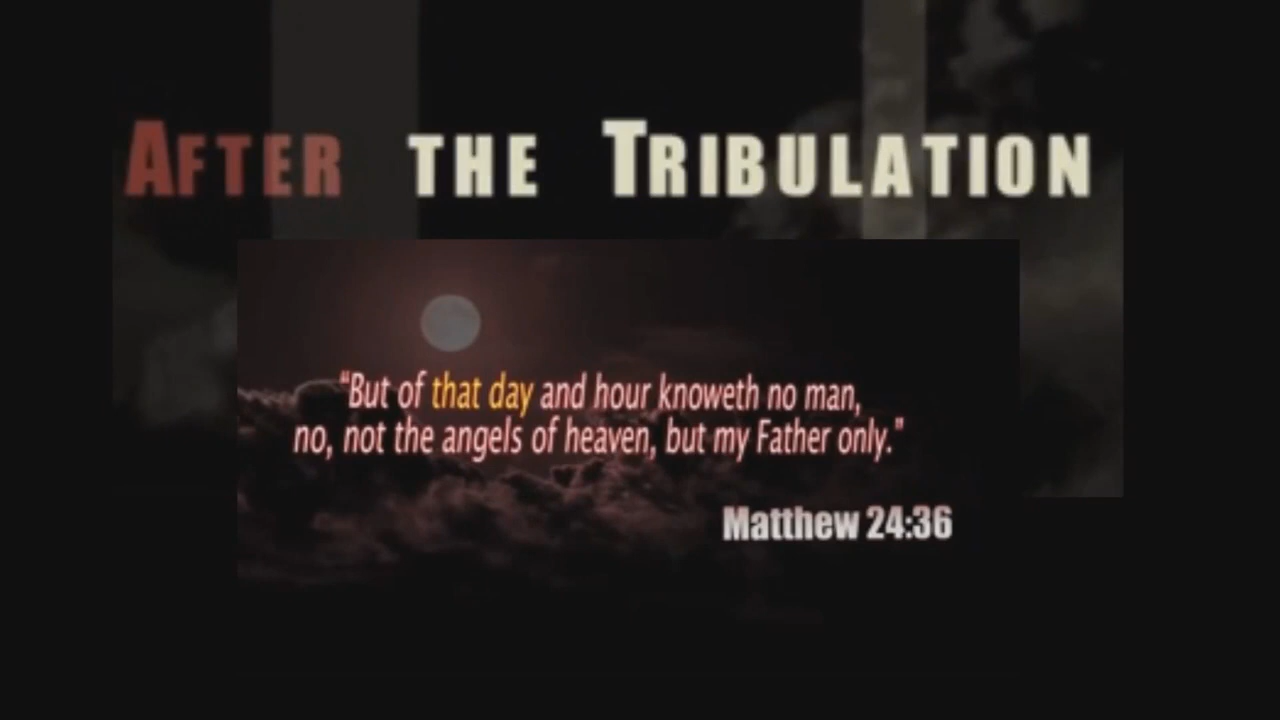 AFTER THE TRIBULATION
“But of that day and hour knoweth no man,
no, not the angels of heaven, but my Father only.”
Matthew 24:36